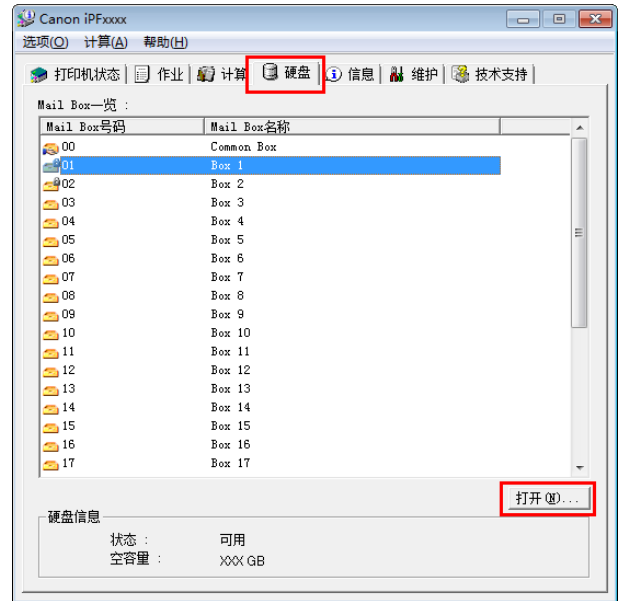 Canon iPFxxxx
选项(O) 计算(A) 帮助(H)
打印机状态 作业 计算 硬盘 信息 维护 技术支持
Mail Box一览 :
Mail Box号码 Mail Box名称
00 Common Box
01 Box 1
02 Box 2
03 Box 3
04 Box 4
05 Box 5
06 Box 6
07 Box 7
08 Box 8
09 Box 9
10 Box 10
11 Box 11
12 Box 12
13 Box 13
14 Box 14
15 Box 15
16 Box 16
17 Box 17
打开(N)...
硬盘信息
状态 : 可用
空容量 : XXX GB